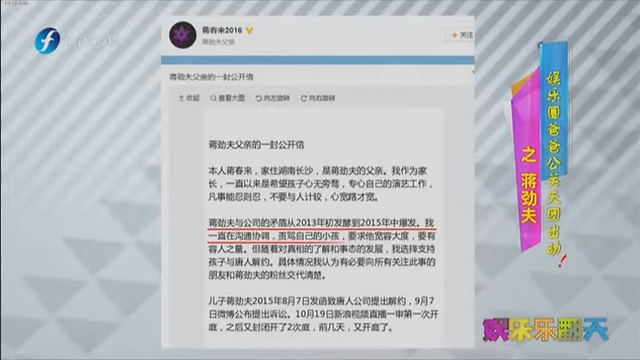 蒋春来2016
蒋劲夫父亲
关注
蒋劲夫父亲的一封公开信
收起
查看大图
向左旋转
向右旋转
蒋劲夫父亲的一封公开信
本人蒋春来，家住湖南长沙，是蒋劲夫的父亲。我作为家
长，一直以来是希望孩子心无旁骛，专心自己的演艺工作，
凡事能忍则忍，不要与人计较，心宽路才宽。
蒋劲夫与公司的矛盾从2013年初发酵到2015年中爆发。我
一直在沟通协调，责骂自己的小孩，要求他宽容大度，要有
容人之量。但随着对真相的了解和事态的发展，我选择支持
孩子与唐人解约。具体情况我认为有必要向所有关注此事的
朋友和蒋劲夫的粉丝交代清楚。
儿子蒋劲夫2015年8月7日发函致唐人公司提出解约，9月7
日微博公布提出诉讼。10月19日新浪视频直播一审第一次开
庭，之后又封闭开了2次庭，前几天，又开庭了。
娱乐圈爸爸公关天团出动！
之 蒋劲夫
娱乐乐翻天